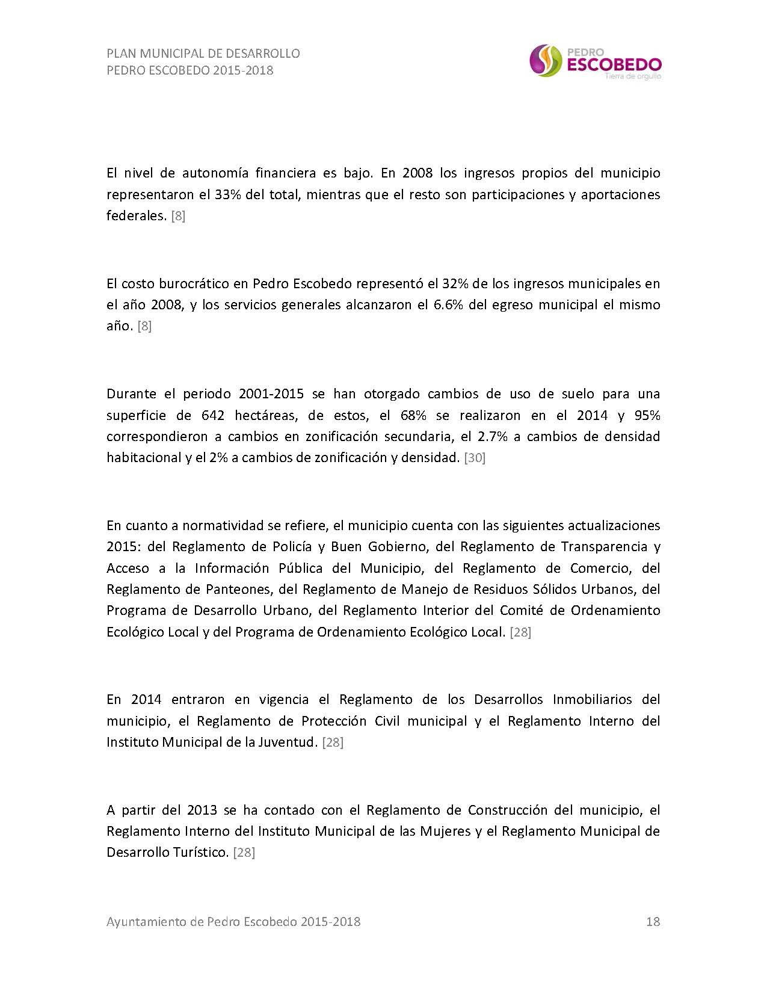 PLAN MUNICIPAL DE DESARROLLO
PEDRO ESCOBEDO 2015-2018
PEDRO
ESCOBEDO
Tierra de orgullo
El nivel de autonomía financiera es bajo. En 2008 los ingresos propios del municipio
representaron el 33% del total, mientras que el resto son participaciones y aportaciones
federales. [8]
El costo burocrático en Pedro Escobedo representó el 32% de los ingresos municipales en
el año 2008, y los servicios generales alcanzaron el 6.6% del egreso municipal el mismo
año. [8]
Durante el periodo 2001-2015 se han otorgado cambios de uso de suelo para una
superficie de 642 hectáreas, de estos, el 68% se realizaron en el 2014 y 95%
correspondieron a cambios en zonificación secundaria, el 2.7% a cambios de densidad
habitacional y el 2% a cambios de zonificación y densidad. [30]
En cuanto a normatividad se refiere, el municipio cuenta con las siguientes actualizaciones
2015: del Reglamento de Policía y Buen Gobierno, del Reglamento de Transparencia y
Acceso a la Información Pública del Municipio, del Reglamento de Comercio, del
Reglamento de Panteones, del Reglamento de Manejo de Residuos Sólidos Urbanos, del
Programa de Desarrollo Urbano, del Reglamento Interior del Comité de Ordenamiento
Ecológico Local y del Programa de Ordenamiento Ecológico Local. [28]
En 2014 entraron en vigencia el Reglamento de los Desarrollos Inmobiliarios del
municipio, el Reglamento de Protección Civil municipal y el Reglamento Interno del
Instituto Municipal de la Juventud. [28]
A partir del 2013 se ha contado con el Reglamento de Construcción del municipio, el
Reglamento Interno del Instituto Municipal de las Mujeres y el Reglamento Municipal de
Desarrollo Turístico. [28]
Ayuntamiento de Pedro Escobedo 2015-2018 18